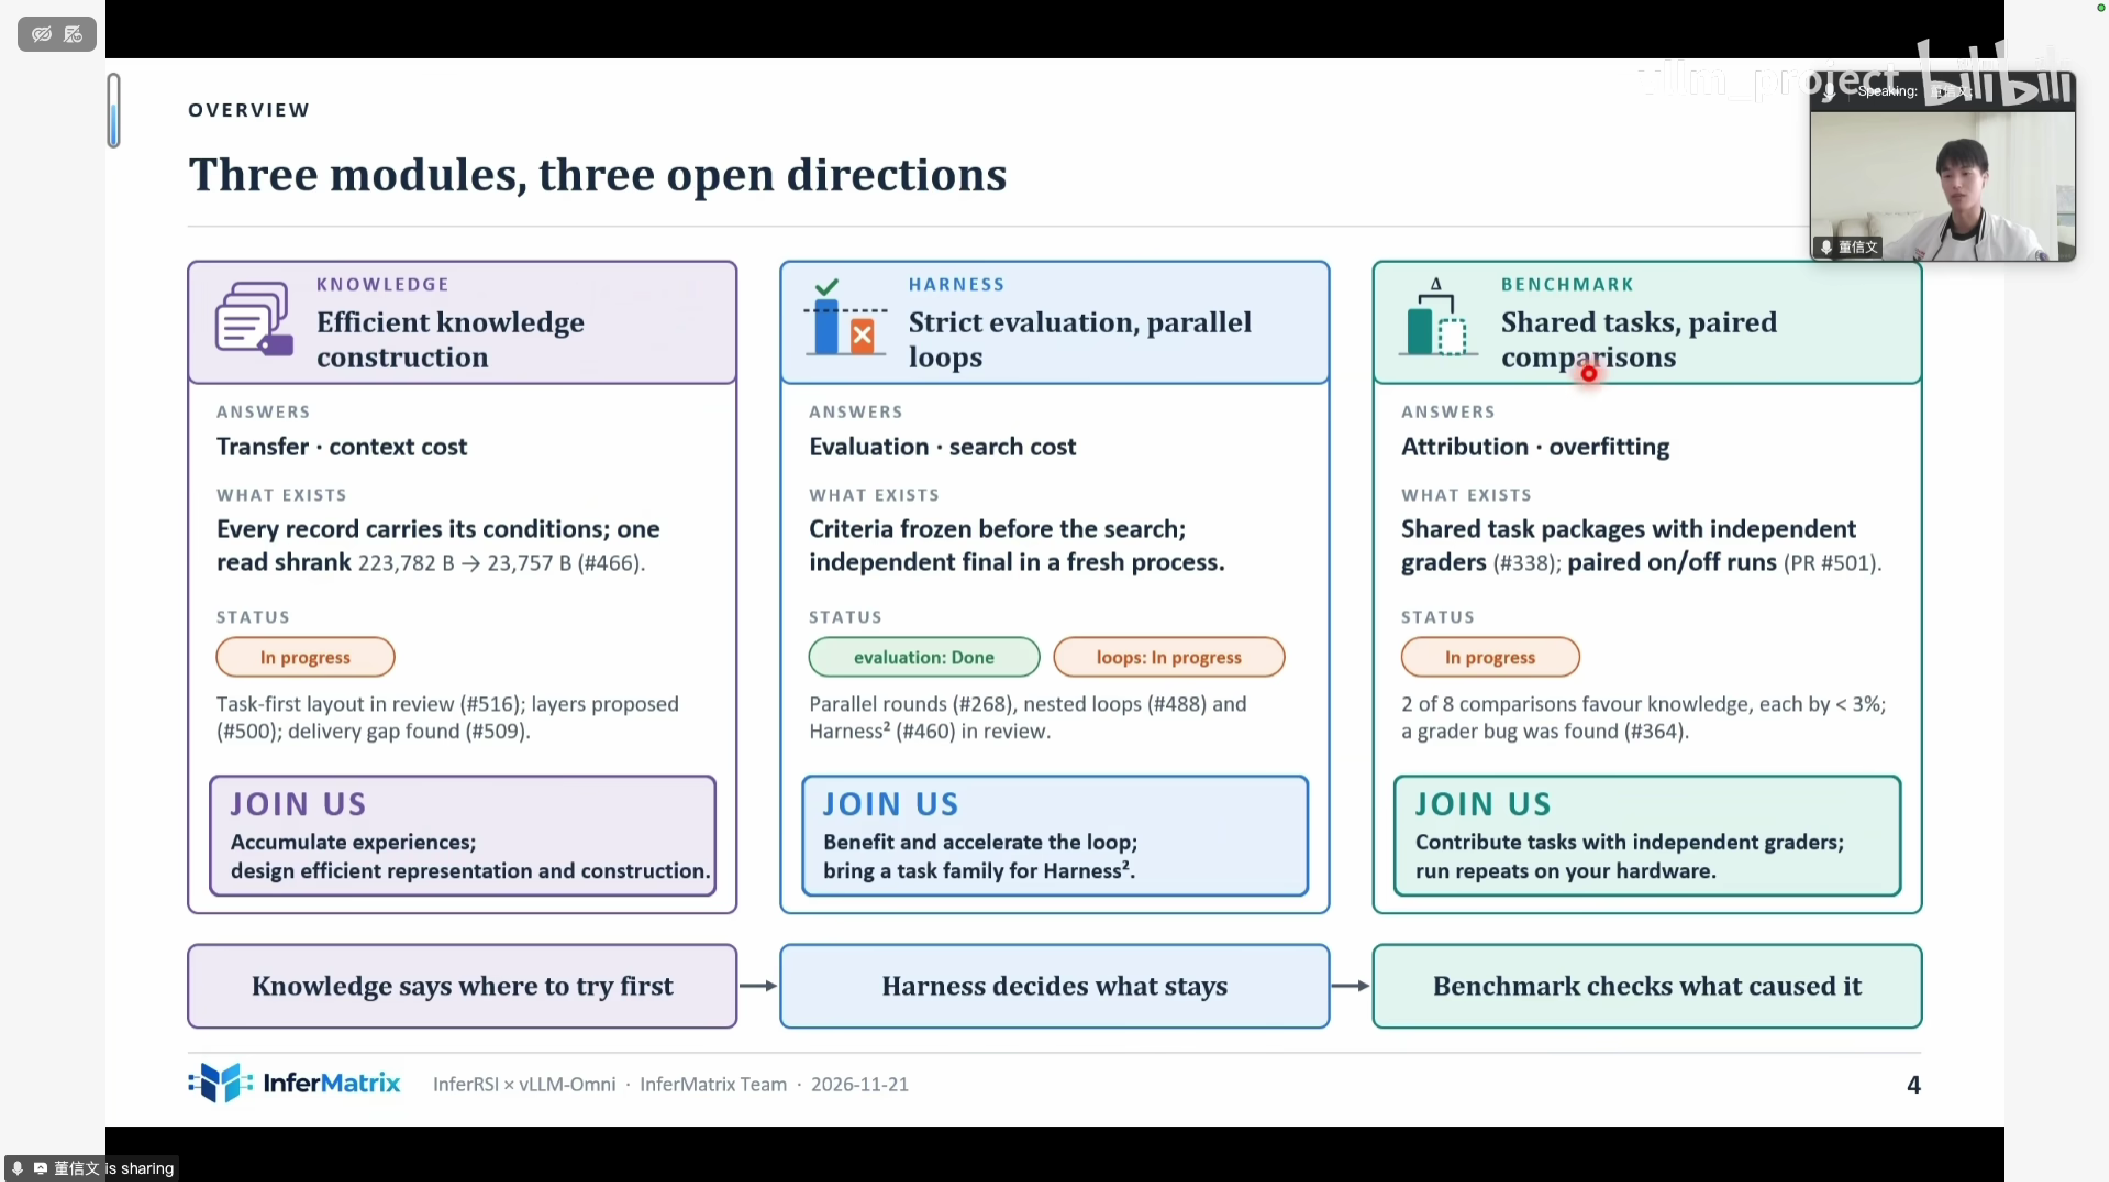 vllm_project bilibili
Speaking: 董信文;
董信文
OVERVIEW
Three modules, three open directions
KNOWLEDGE
Efficient knowledge
construction
ANSWERS
Transfer · context cost
WHAT EXISTS
Every record carries its conditions; one
read shrank 223,782 B → 23,757 B (#466).
STATUS
In progress
Task-first layout in review (#516); layers proposed
(#500); delivery gap found (#509).
JOIN US
Accumulate experiences;
design efficient representation and construction.
HARNESS
Strict evaluation, parallel
loops
ANSWERS
Evaluation · search cost
WHAT EXISTS
Criteria frozen before the search;
independent final in a fresh process.
STATUS
evaluation: Done
loops: In progress
Parallel rounds (#268), nested loops (#488) and
Harness² (#460) in review.
JOIN US
Benefit and accelerate the loop;
bring a task family for Harness².
Δ
BENCHMARK
Shared tasks, paired
comparisons
ANSWERS
Attribution · overfitting
WHAT EXISTS
Shared task packages with independent
graders (#338); paired on/off runs (PR #501).
STATUS
In progress
2 of 8 comparisons favour knowledge, each by < 3%;
a grader bug was found (#364).
JOIN US
Contribute tasks with independent graders;
run repeats on your hardware.
Knowledge says where to try first
Harness decides what stays
Benchmark checks what caused it
InferMatrix
InferRSI × vLLM-Omni · InferMatrix Team · 2026-11-21
4
董信文 is sharing